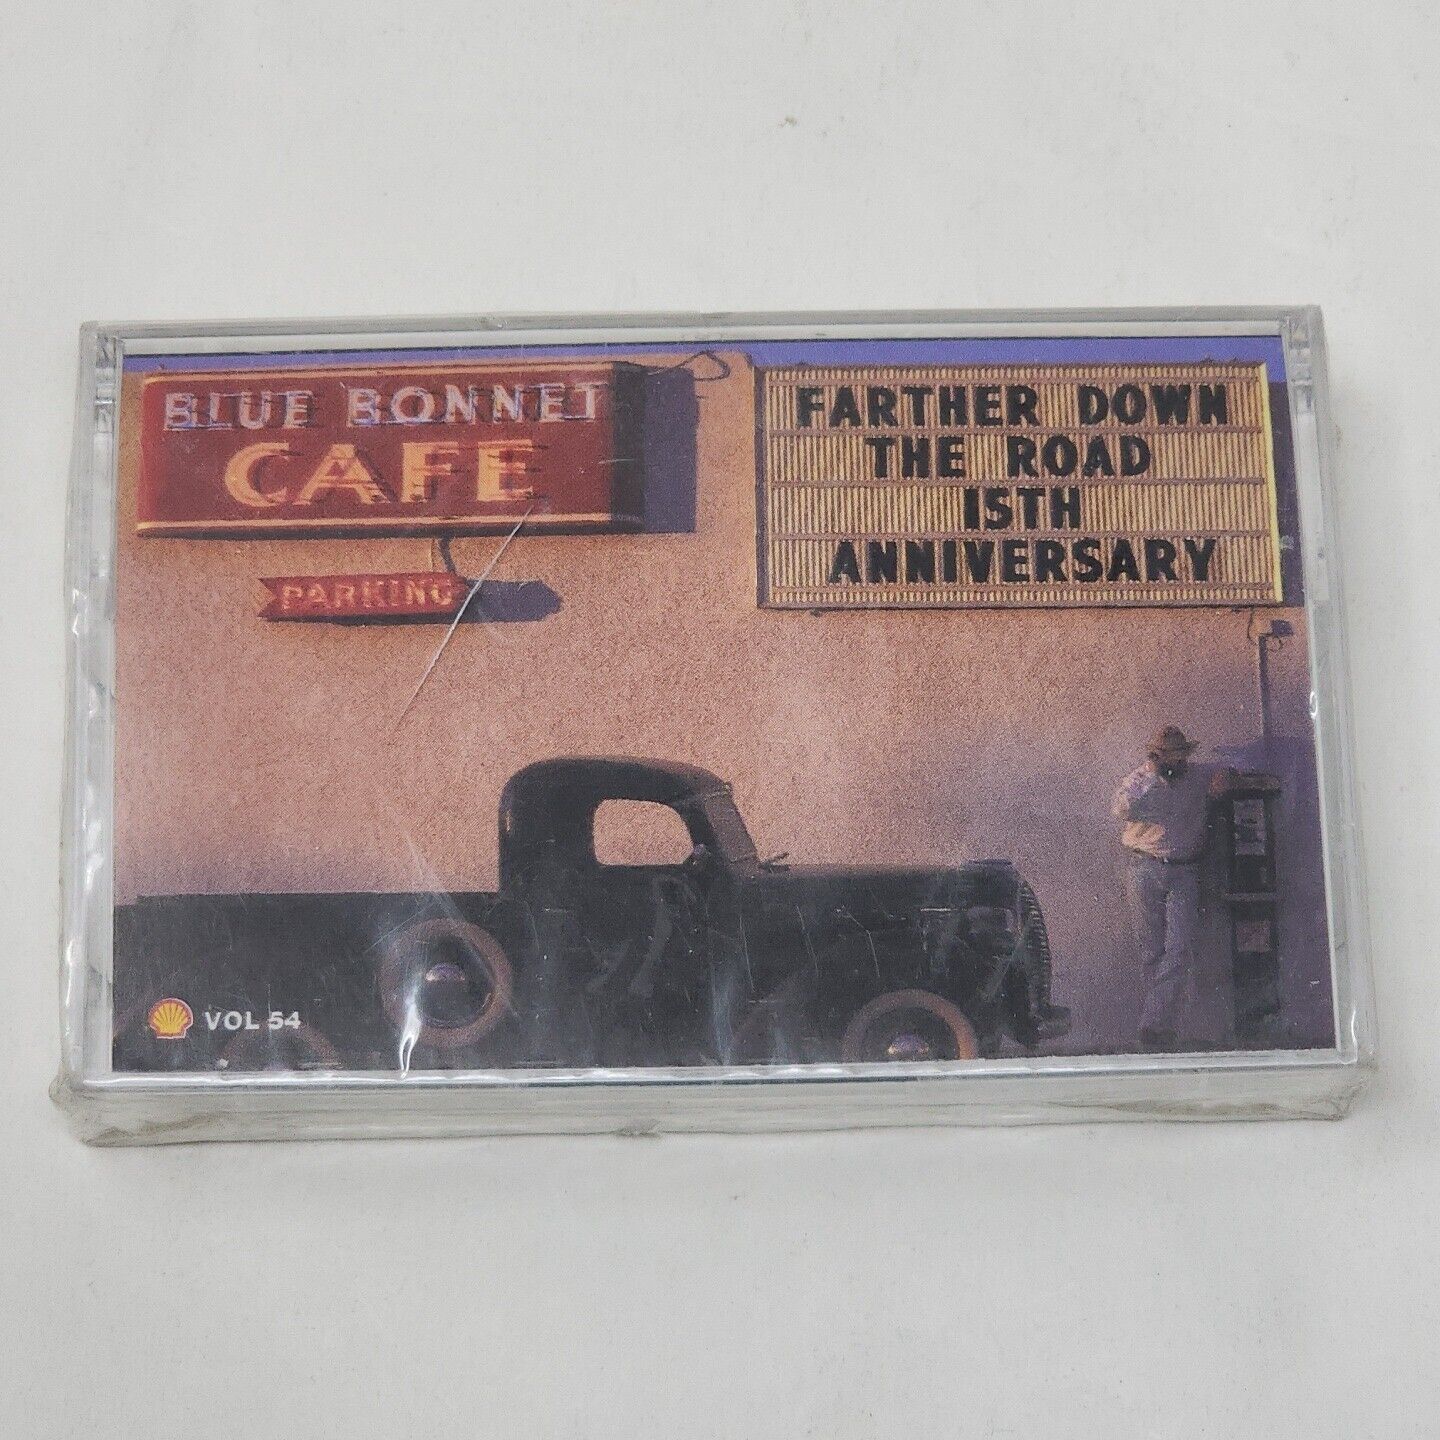 BLUE BONNET
CAFE
PARKING
FARTHER DOWN
THE ROAD
15TH
ANNIVERSARY
VOL 54